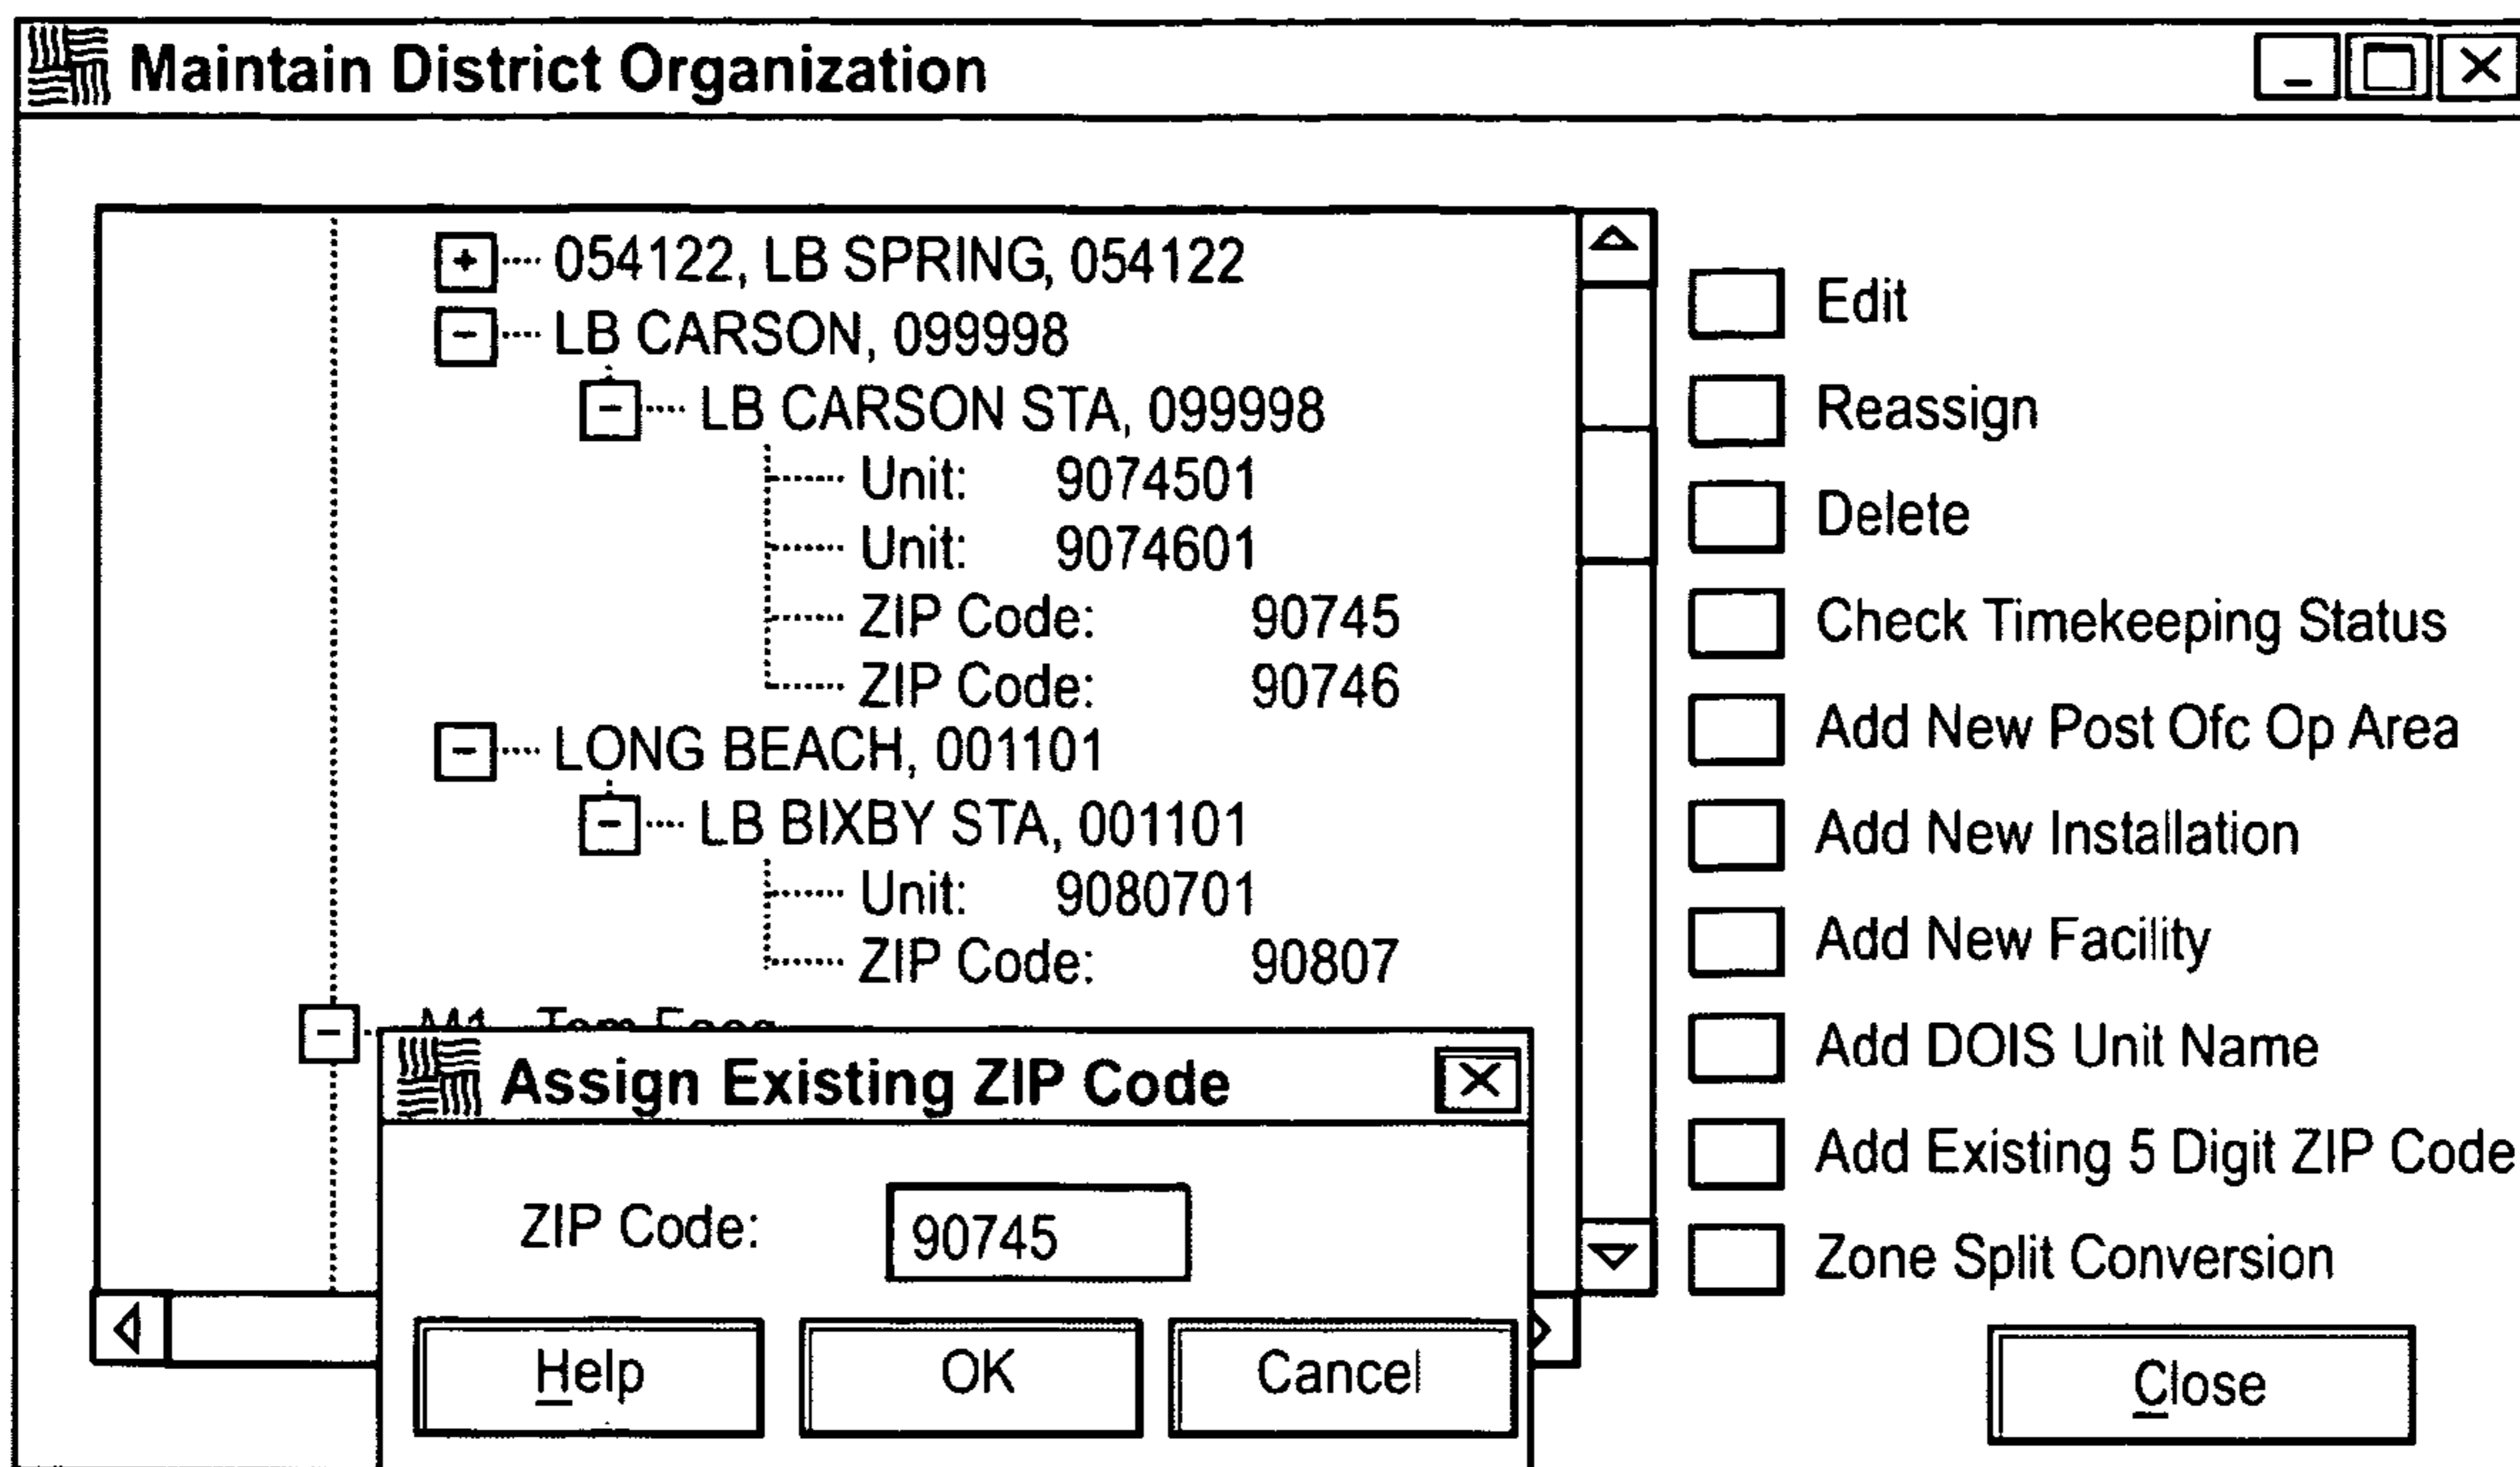 Maintain District Organization
054122, LB SPRING, 054122
LB CARSON, 099998
LB CARSON STA, 099998
Unit: 9074501
Unit: 9074601
ZIP Code: 90745
ZIP Code: 90746
LONG BEACH, 001101
LB BIXBY STA, 001101
Unit: 9080701
ZIP Code: 90807
Edit
Reassign
Delete
Check Timekeeping Status
Add New Post Ofc Op Area
Add New Installation
Add New Facility
Add DOIS Unit Name
Add Existing 5 Digit ZIP Code
Zone Split Conversion
Close
Assign Existing ZIP Code
ZIP Code: 90745
Help
OK
Cancel